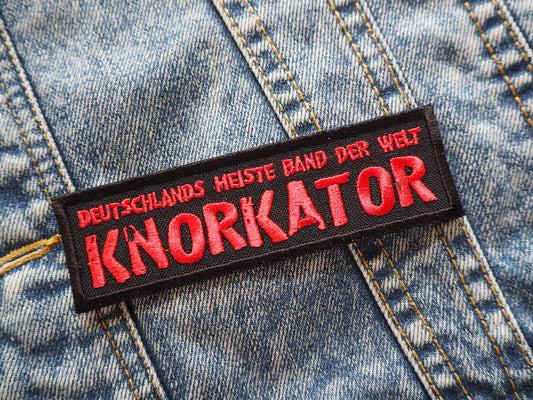 DEUTSCHLANDS MEISTE BAND DER WELT
KNORKATOR